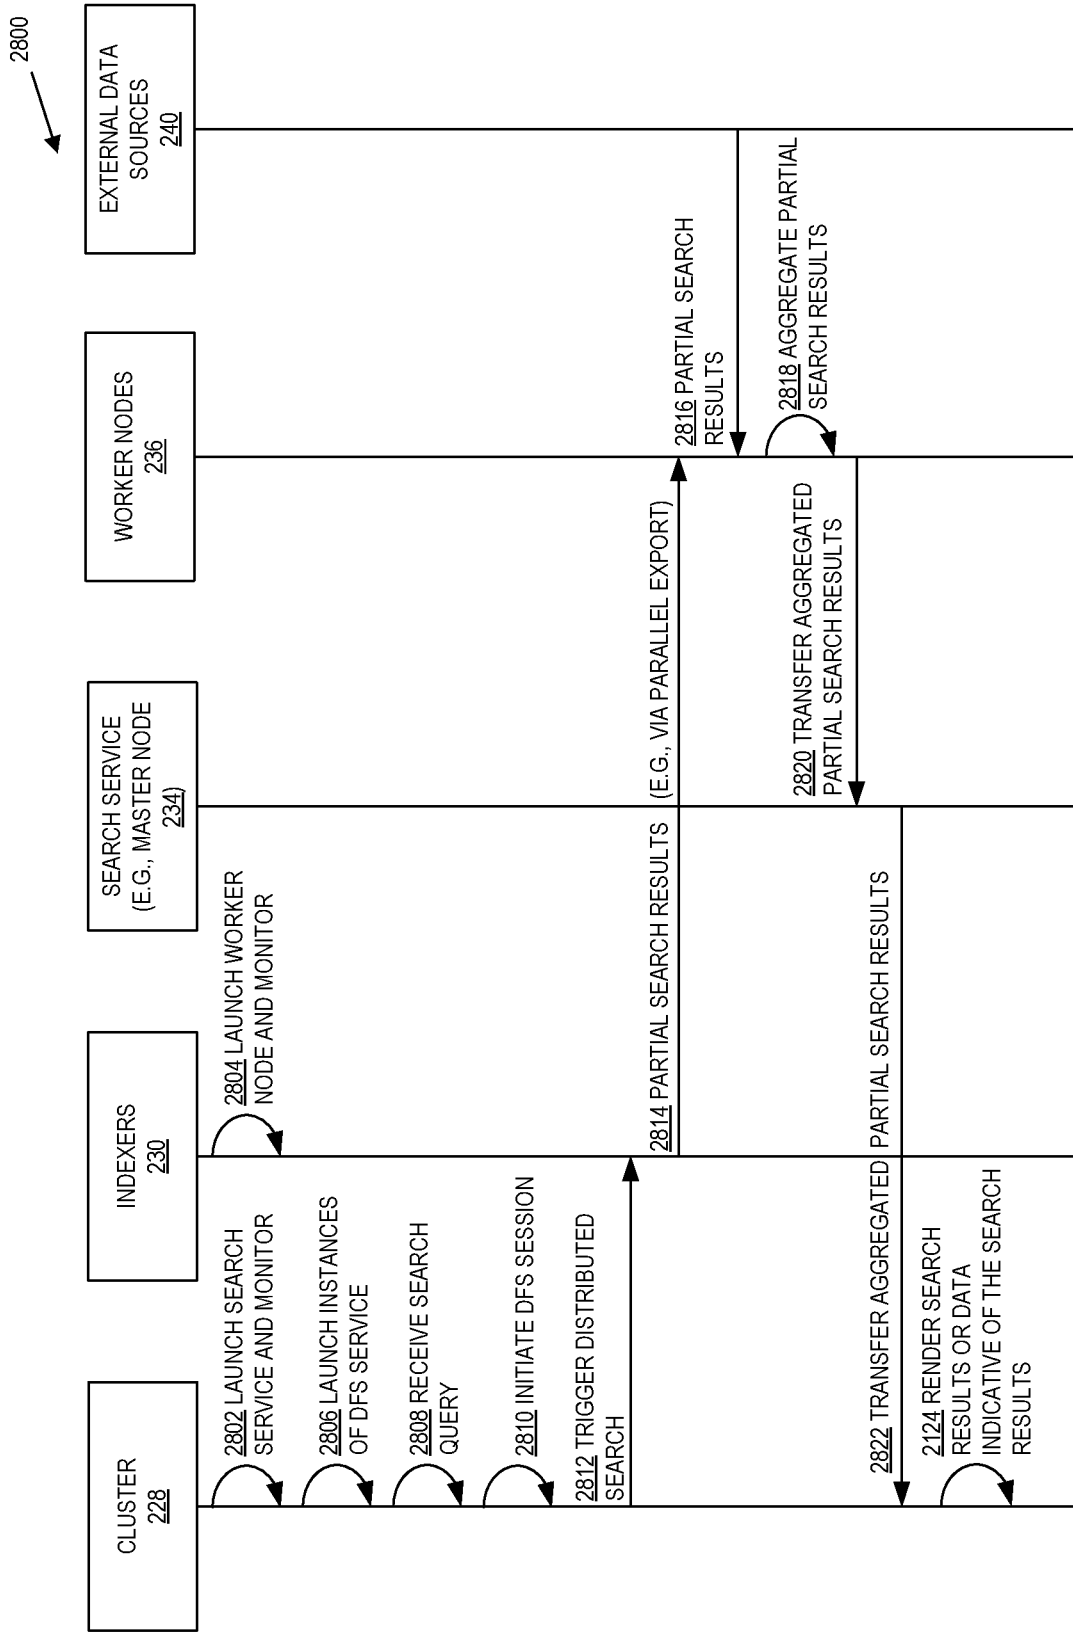 2800
CLUSTER
228
INDEXERS
230
SEARCH SERVICE
(E.G., MASTER NODE
234)
WORKER NODES
236
EXTERNAL DATA
SOURCES
240
2802 LAUNCH SEARCH
SERVICE AND MONITOR
2804 LAUNCH WORKER
NODE AND MONITOR
2806 LAUNCH INSTANCES
OF DFS SERVICE
2808 RECEIVE SEARCH
QUERY
2810 INITIATE DFS SESSION
2812 TRIGGER DISTRIBUTED
SEARCH
2814 PARTIAL SEARCH RESULTS (E.G., VIA PARALLEL EXPORT)
2816 PARTIAL SEARCH
RESULTS
2818 AGGREGATE PARTIAL
SEARCH RESULTS
2820 TRANSFER AGGREGATED
PARTIAL SEARCH RESULTS
2822 TRANSFER AGGREGATED PARTIAL SEARCH RESULTS
2124 RENDER SEARCH
RESULTS OR DATA
INDICATIVE OF THE SEARCH
RESULTS